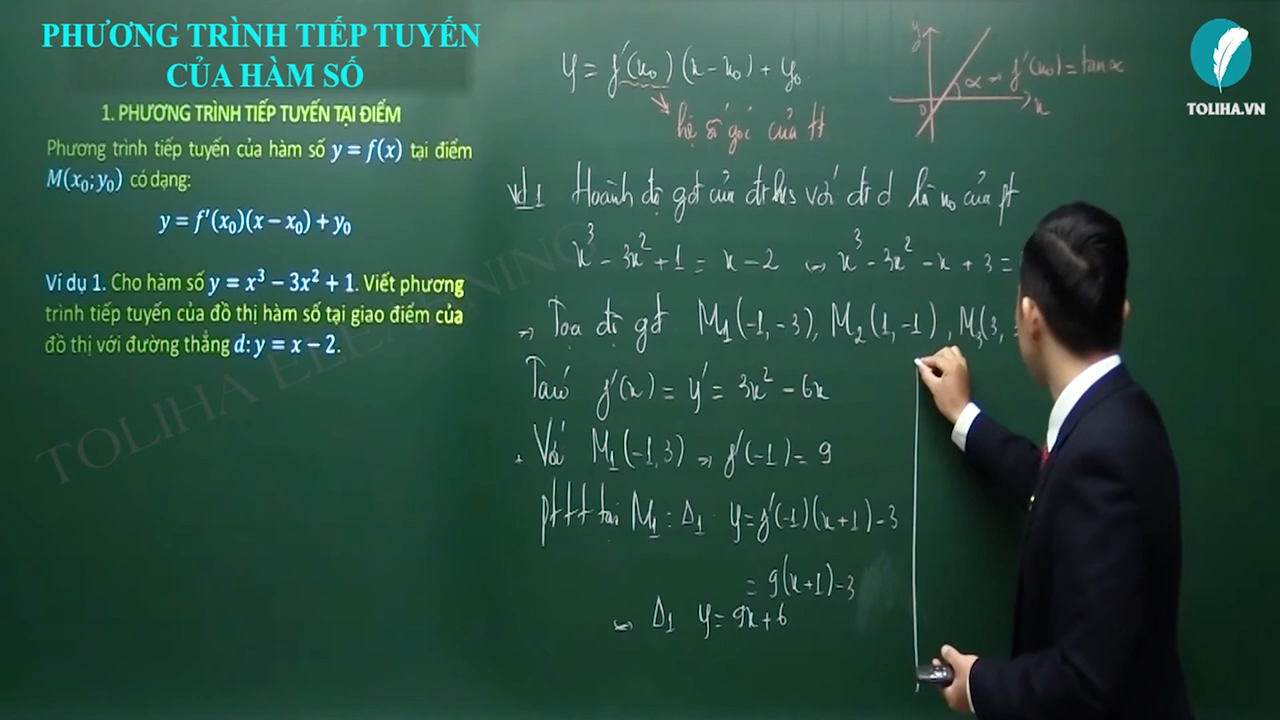 PHƯƠNG TRÌNH TIẾP TUYẾN
CỦA HÀM SỐ
1. PHƯƠNG TRÌNH TIẾP TUYẾN TẠI ĐIỂM
Phương trình tiếp tuyến của hàm số y = f(x) tại điểm
M(x₀; y₀) có dạng:
y = f′(x₀)(x − x₀) + y₀
Ví dụ 1. Cho hàm số y = x³ − 3x² + 1. Viết phương
trình tiếp tuyến của đồ thị hàm số tại giao điểm của
đồ thị với đường thẳng d: y = x − 2.
TOLIHA ELEARNING
y = f'(x₀)(x − x₀) + y₀
hệ số góc của tt
y
α → f'(x₀) = tanα
0
x
TOLIHA.VN
Vd1 Hoành độ gđ của đths với đt d là no của pt
x³ − 3x² + 1 = x − 2 ⇔ x³ − 3x² − x + 3 =
⇒ Tọa độ gđ M₁(−1, −3), M₂(1, −1), M₃(3,
Ta có f'(x) = y' = 3x² − 6x
+ Với M₁(−1, 3) ⇒ f'(−1) = 9
pttt tại M₁: Δ₁: y = f'(−1)(x + 1) − 3
= 9(x + 1) − 3
⇔ Δ₁ y = 9x + 6